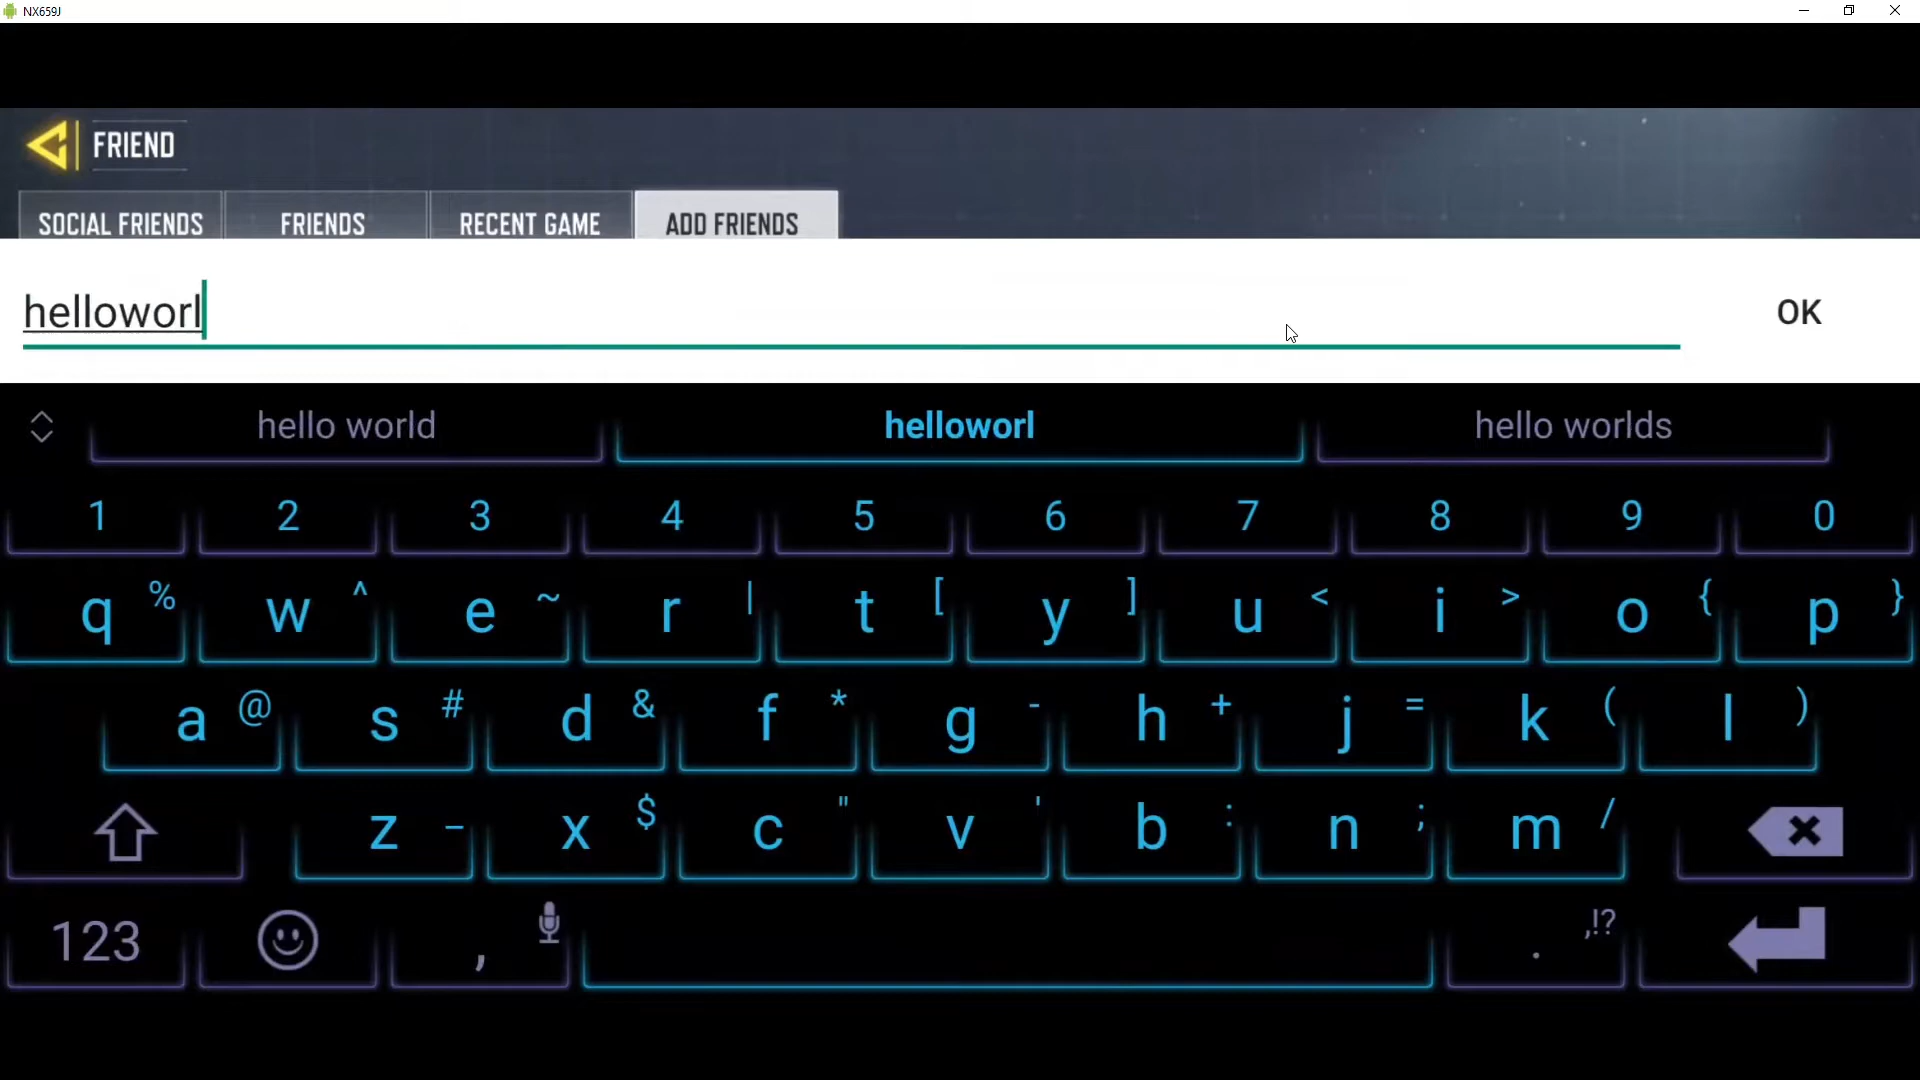 NX659J
FRIEND
SOCIAL FRIENDS FRIENDS RECENT GAME ADD FRIENDS
helloworl OK
hello world helloworl hello worlds
1 2 3 4 5 6 7 8 9 0
q % w ^ e ~ r | t [ y ] u < i > o { p }
a @ s # d & f * g - h + j = k ( l )
z _ x $ c " v ' b : n ; m /
123 , . ,!?